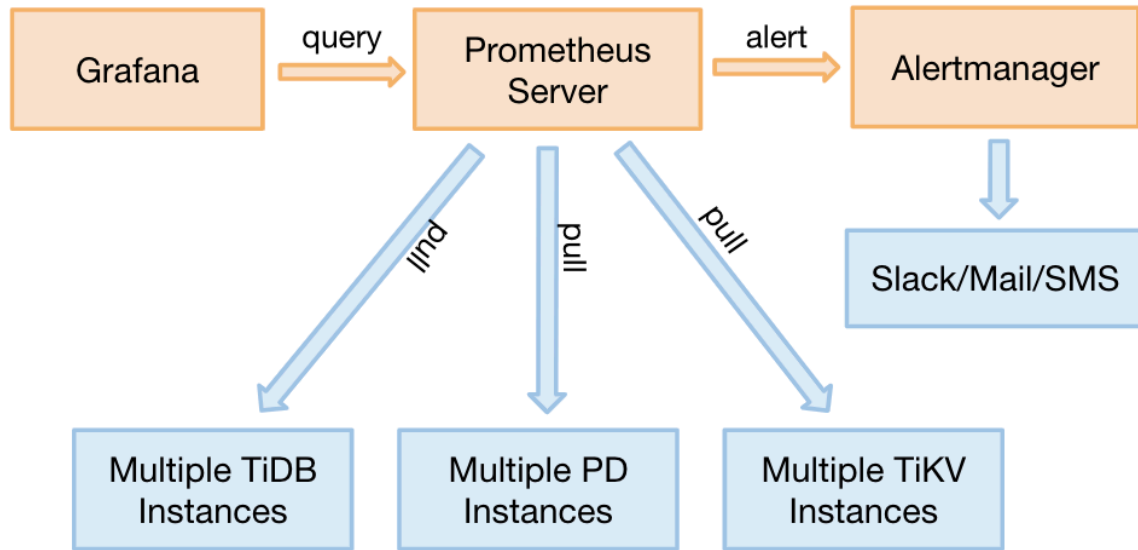 Grafana
query
Prometheus
Server
alert
Alertmanager
pull
pull
pull
Slack/Mail/SMS
Multiple TiDB
Instances
Multiple PD
Instances
Multiple TiKV
Instances